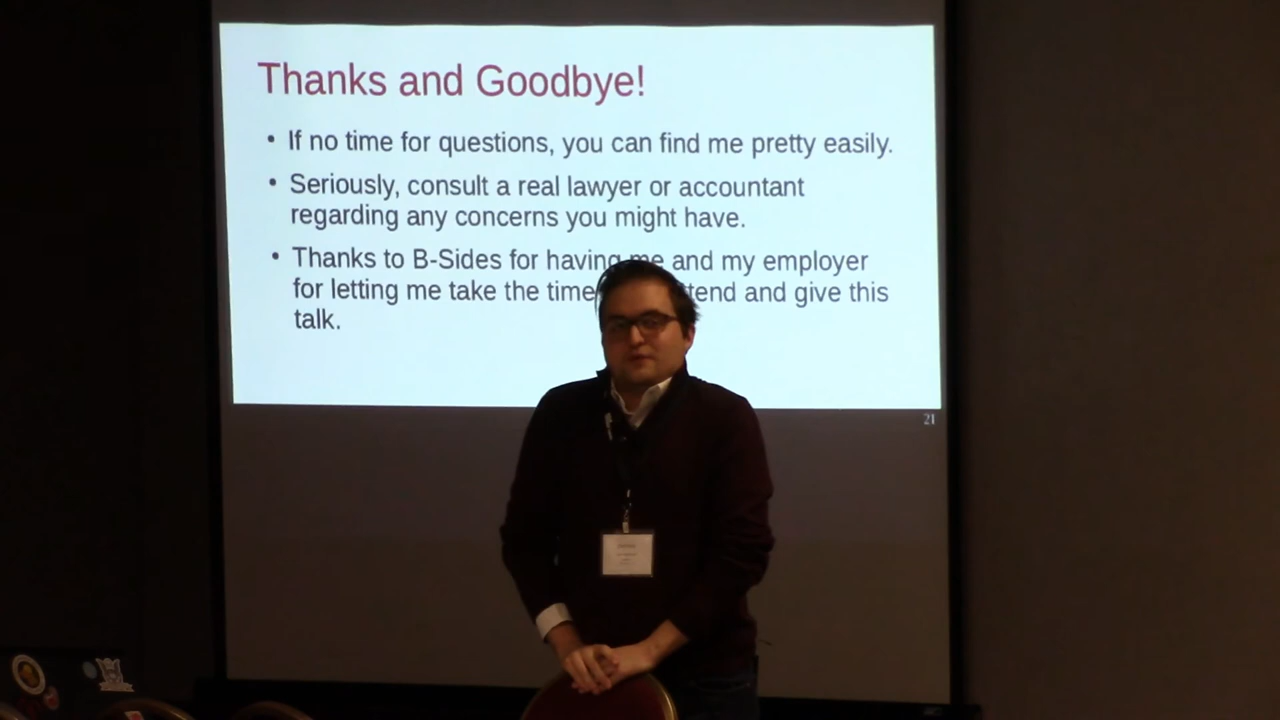 Thanks and Goodbye!
• If no time for questions, you can find me pretty easily.
• Seriously, consult a real lawyer or accountant
regarding any concerns you might have.
• Thanks to B-Sides for having me and my employer
for letting me take the time tend and give this
talk.
21